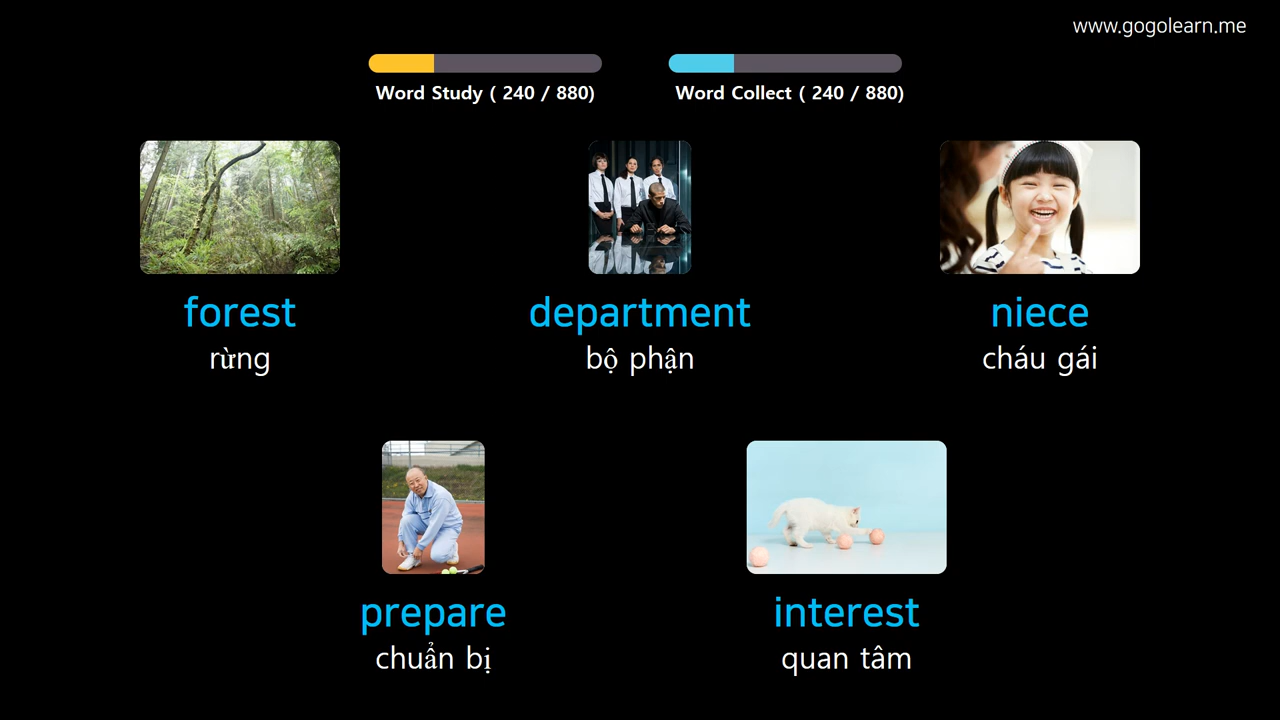 www.gogolearn.me
Word Study ( 240 / 880)
Word Collect ( 240 / 880)
forest
rừng
department
bộ phận
niece
cháu gái
prepare
chuẩn bị
interest
quan tâm